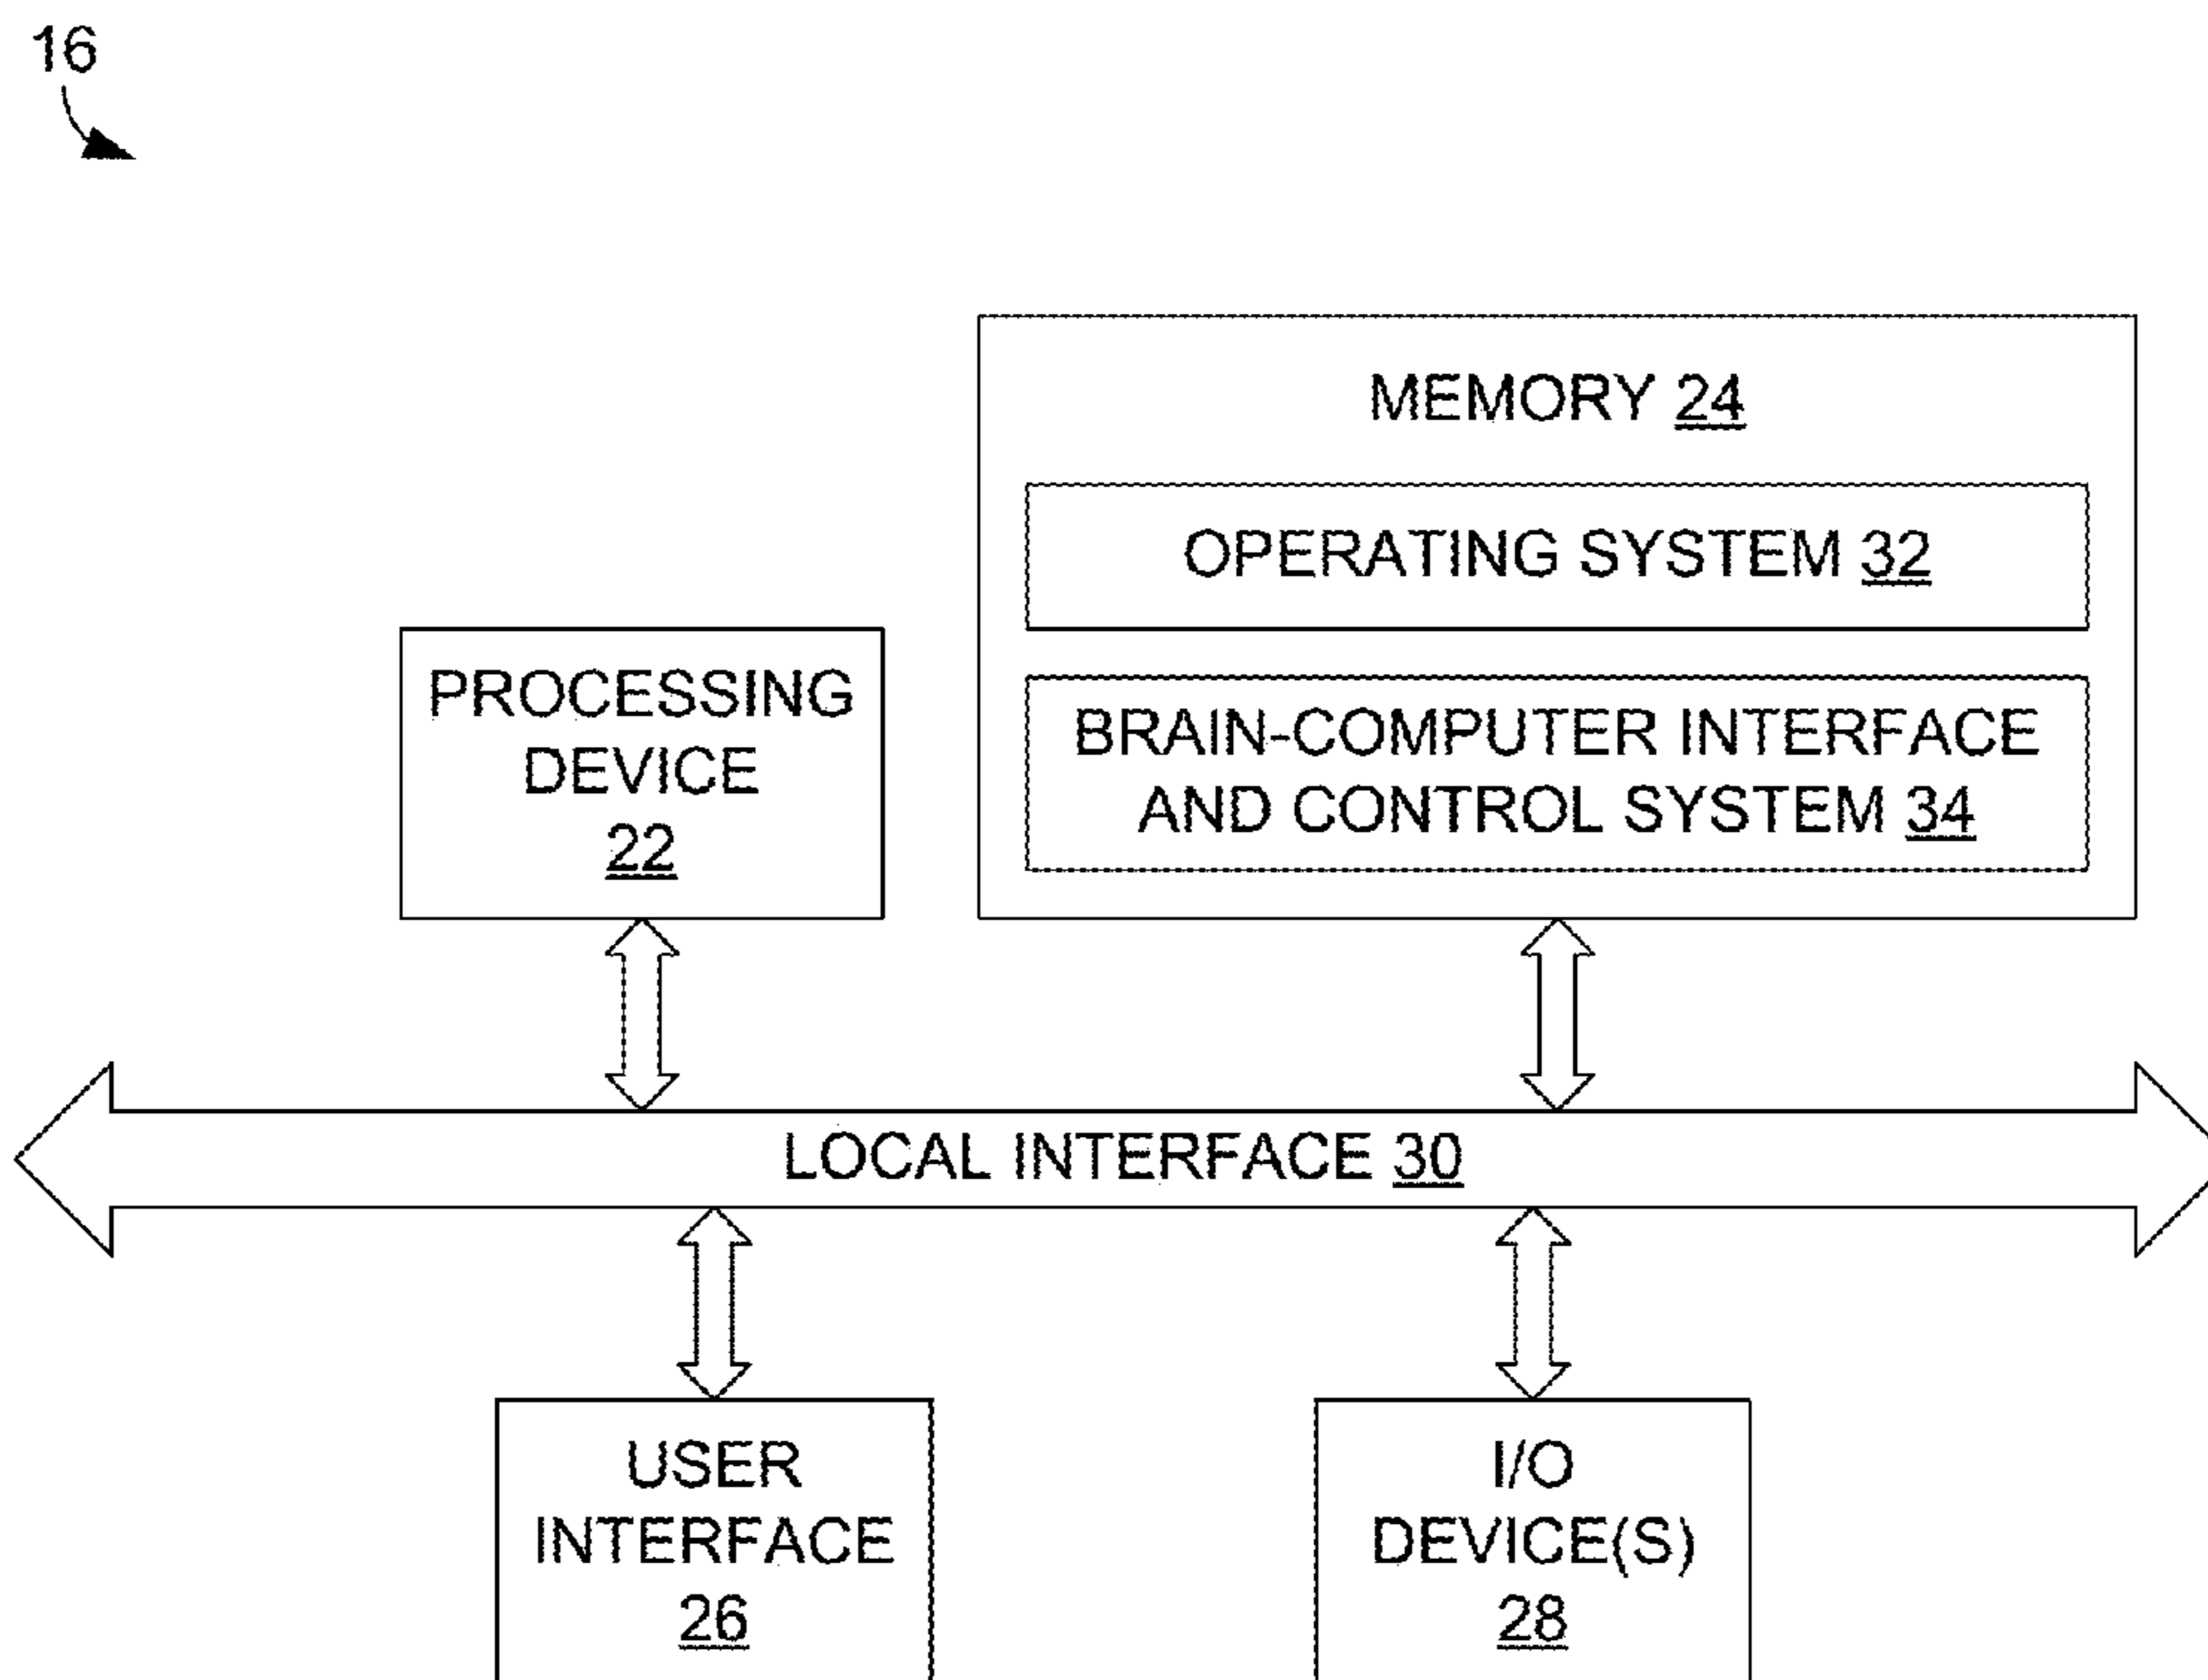 16
MEMORY 24
OPERATING SYSTEM 32
PROCESSING
DEVICE
22
BRAIN-COMPUTER INTERFACE
AND CONTROL SYSTEM 34
LOCAL INTERFACE 30
USER
INTERFACE
26
I/O
DEVICE(S)
28